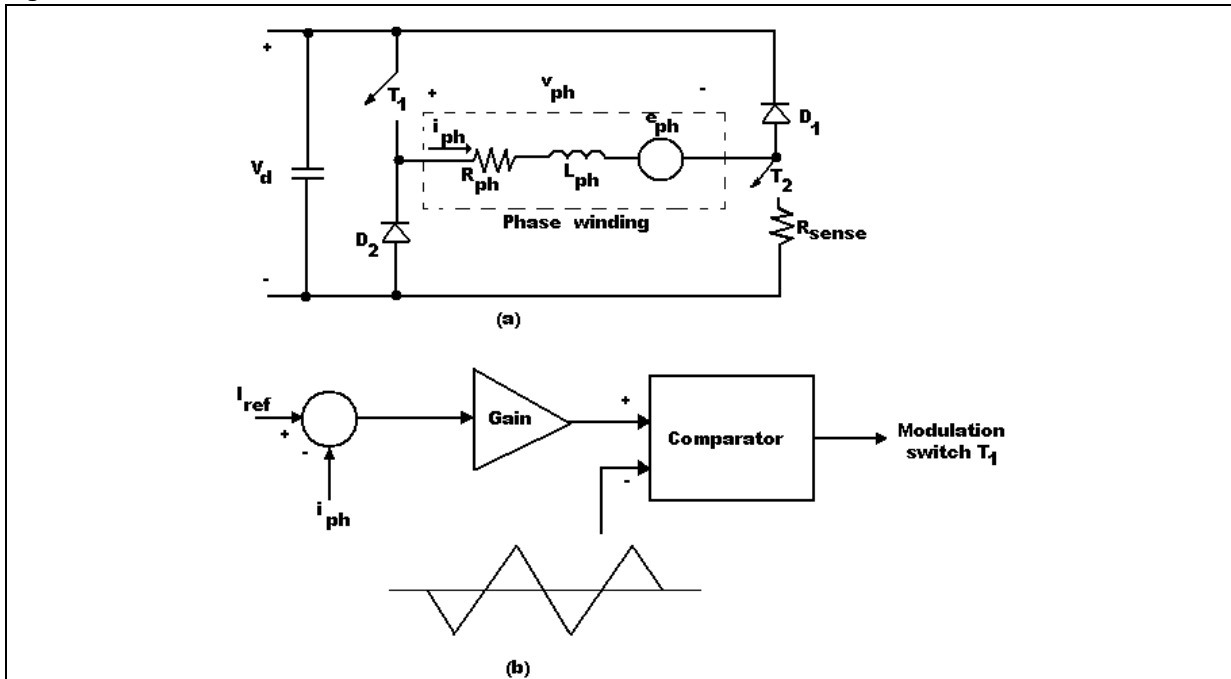 +
T1
+ vph -
iph
eph
D1
Vd
Rph
Lph
T2
Phase winding
D2
Rsense
-
(a)
Iref
+
-
iph
Gain
+
-
Comparator
Modulation
switch T1
(b)